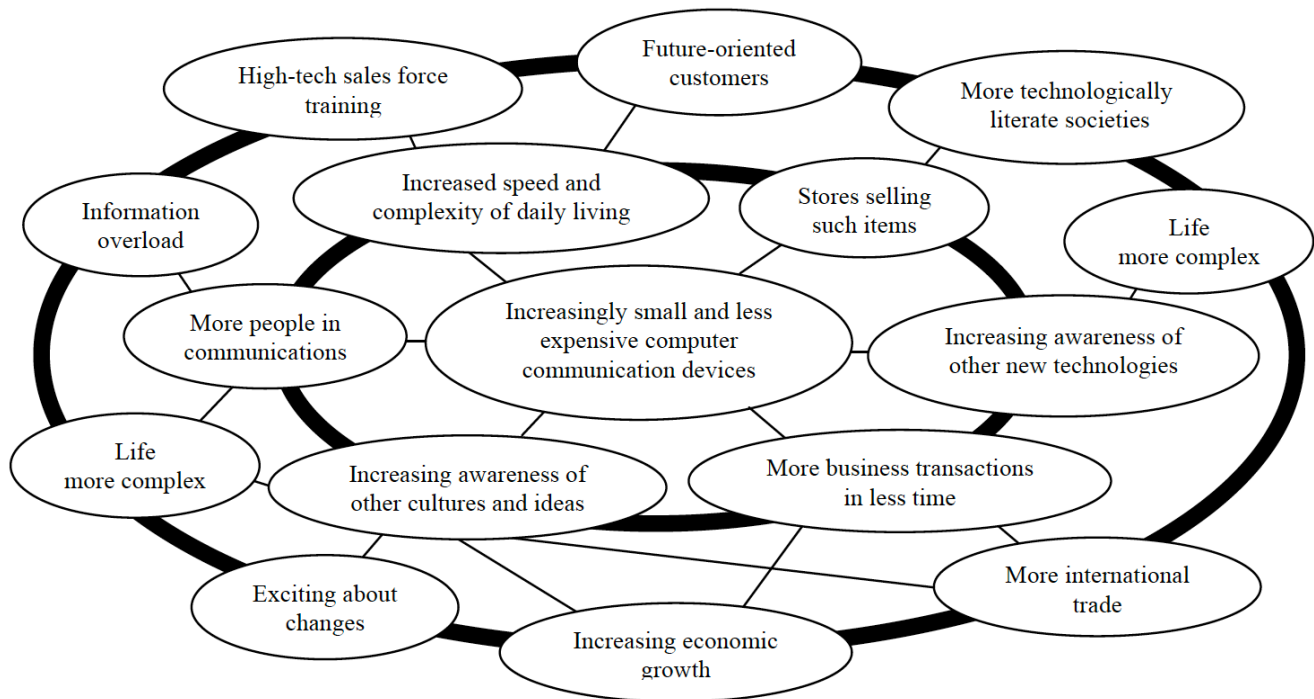 Future-oriented
customers
High-tech sales force
training
More technologically
literate societies
Increased speed and
complexity of daily living
Stores selling
such items
Information
overload
Life
more complex
More people in
communications
Increasingly small and less
expensive computer
communication devices
Increasing awareness of
other new technologies
Life
more complex
Increasing awareness of
other cultures and ideas
More business transactions
in less time
Exciting about
changes
Increasing economic
growth
More international
trade